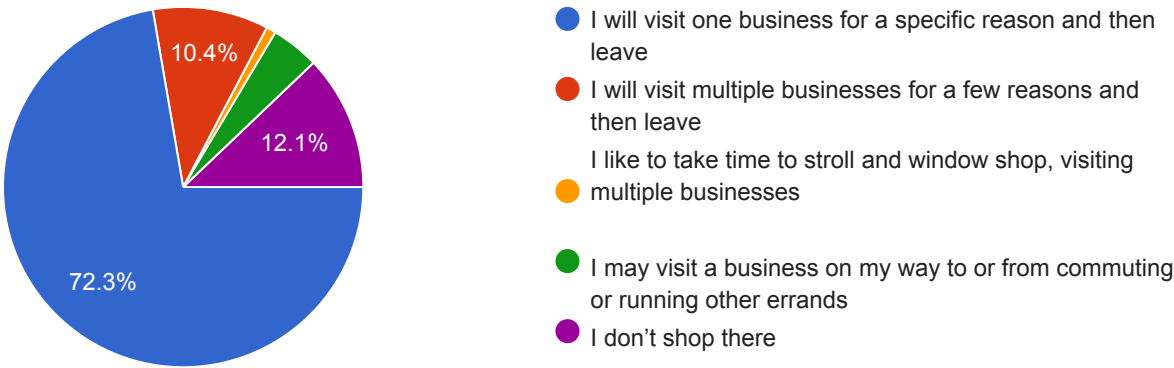 10.4%
12.1%
72.3%
I will visit one business for a specific reason and then
leave
I will visit multiple businesses for a few reasons and
then leave
I like to take time to stroll and window shop, visiting
multiple businesses
I may visit a business on my way to or from commuting
or running other errands
I don’t shop there